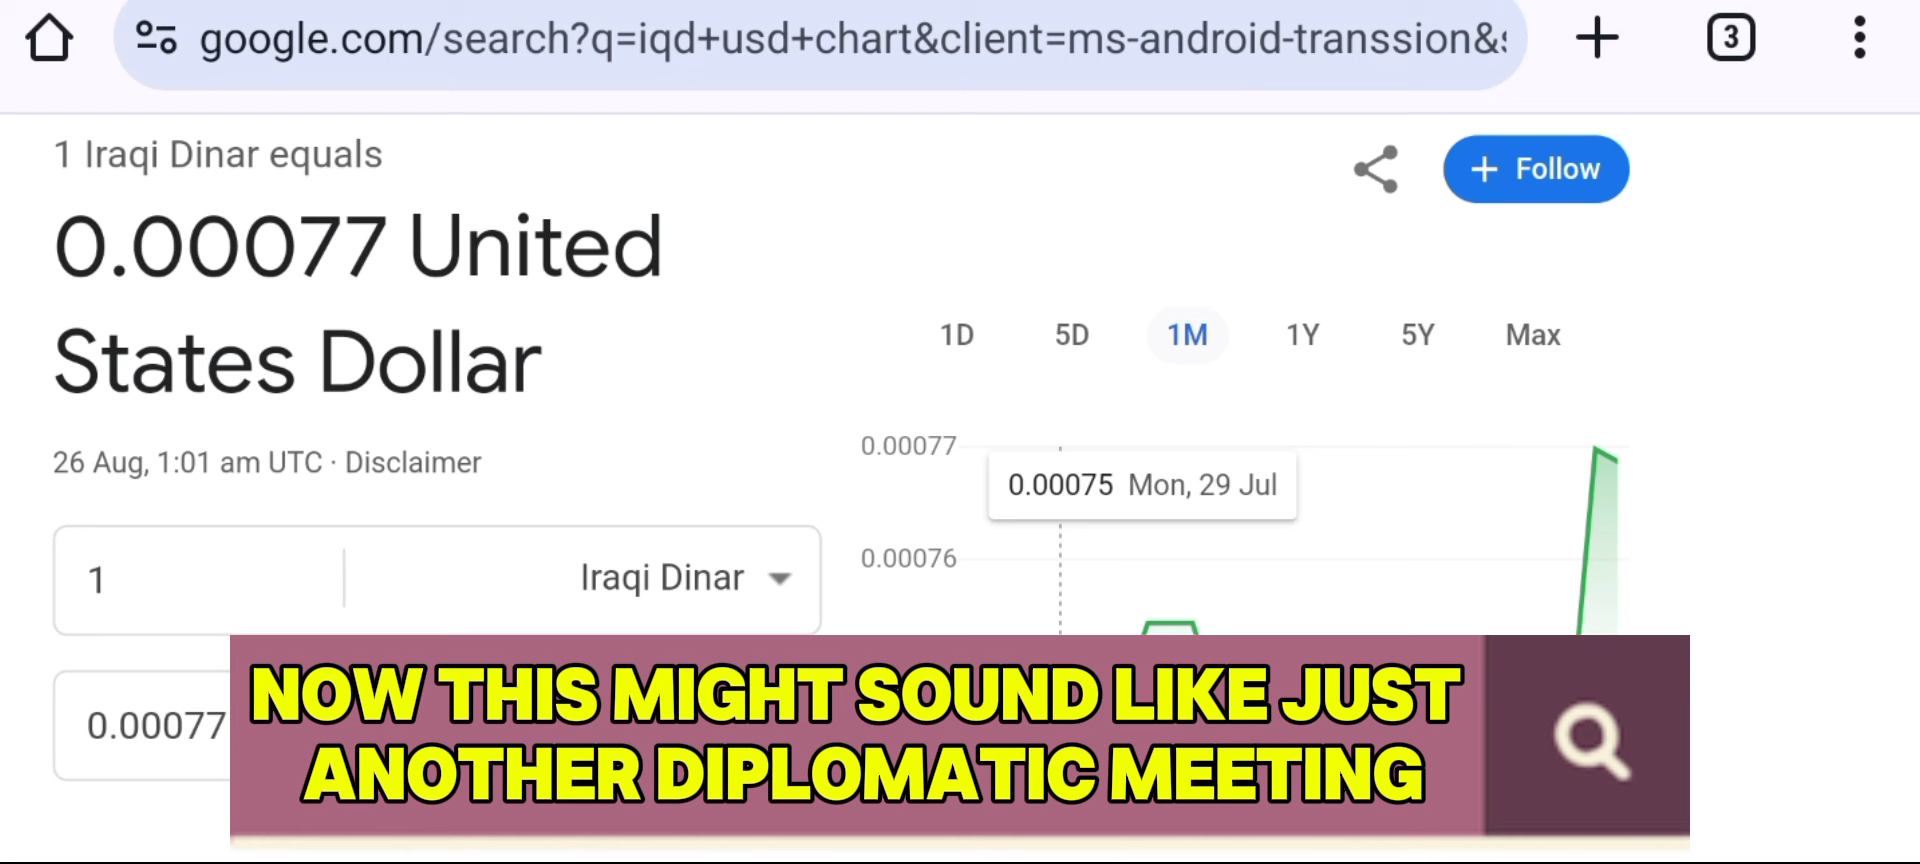 google.com/search?q=iqd+usd+chart&client=ms-android-transsion&
3
1 Iraqi Dinar equals
Follow
0.00077 United
States Dollar
1D 5D 1M 1Y 5Y Max
26 Aug, 1:01 am UTC · Disclaimer
0.00077
0.00075 Mon, 29 Jul
0.00076
1
Iraqi Dinar
0.00077
NOW THIS MIGHT SOUND LIKE JUST
ANOTHER DIPLOMATIC MEETING